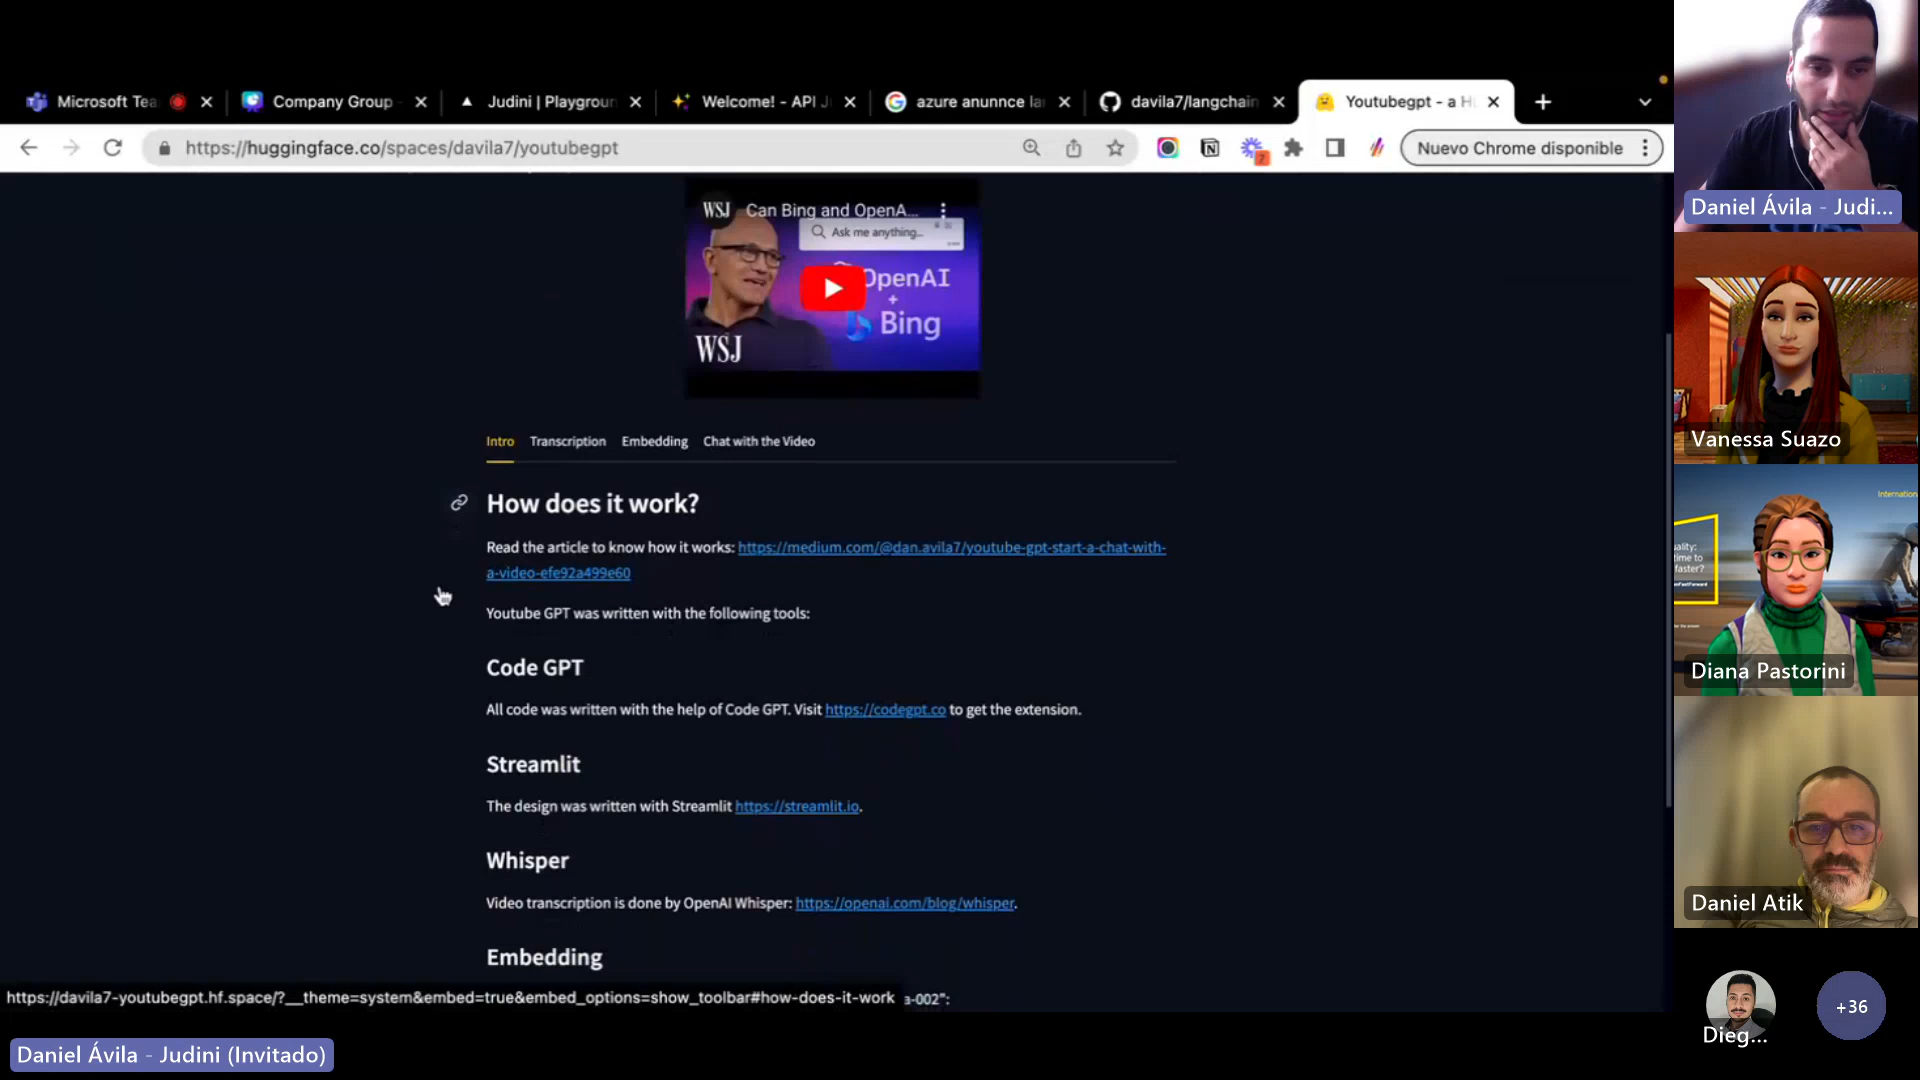 Microsoft Tea
Company Group
Judini | Playgroun
Welcome! - API J
azure anunnce la
davila7/langchain
Youtubegpt - a H
https://huggingface.co/spaces/davila7/youtubegpt
7
Nuevo Chrome disponible
WSJ Can Bing and OpenA...
Ask me anything...
OpenAI
+
Bing
WSJ
Intro Transcription Embedding Chat with the Video
How does it work?
Read the article to know how it works: https://medium.com/@dan.avila7/youtube-gpt-start-a-chat-with-
a-video-efe92a499e60
Youtube GPT was written with the following tools:
Code GPT
All code was written with the help of Code GPT. Visit https://codegpt.co to get the extension.
Streamlit
The design was written with Streamlit https://streamlit.io.
Whisper
Video transcription is done by OpenAI Whisper: https://openai.com/blog/whisper.
Embedding
a-002":
https://davila7-youtubegpt.hf.space/?__theme=system&embed=true&embed_options=show_toolbar#how-does-it-work
Daniel Ávila - Judini (Invitado)
Daniel Ávila - Judi...
Vanessa Suazo
Internation
ality:
time to
faster?
Diana Pastorini
Daniel Atik
Dieg...
+36